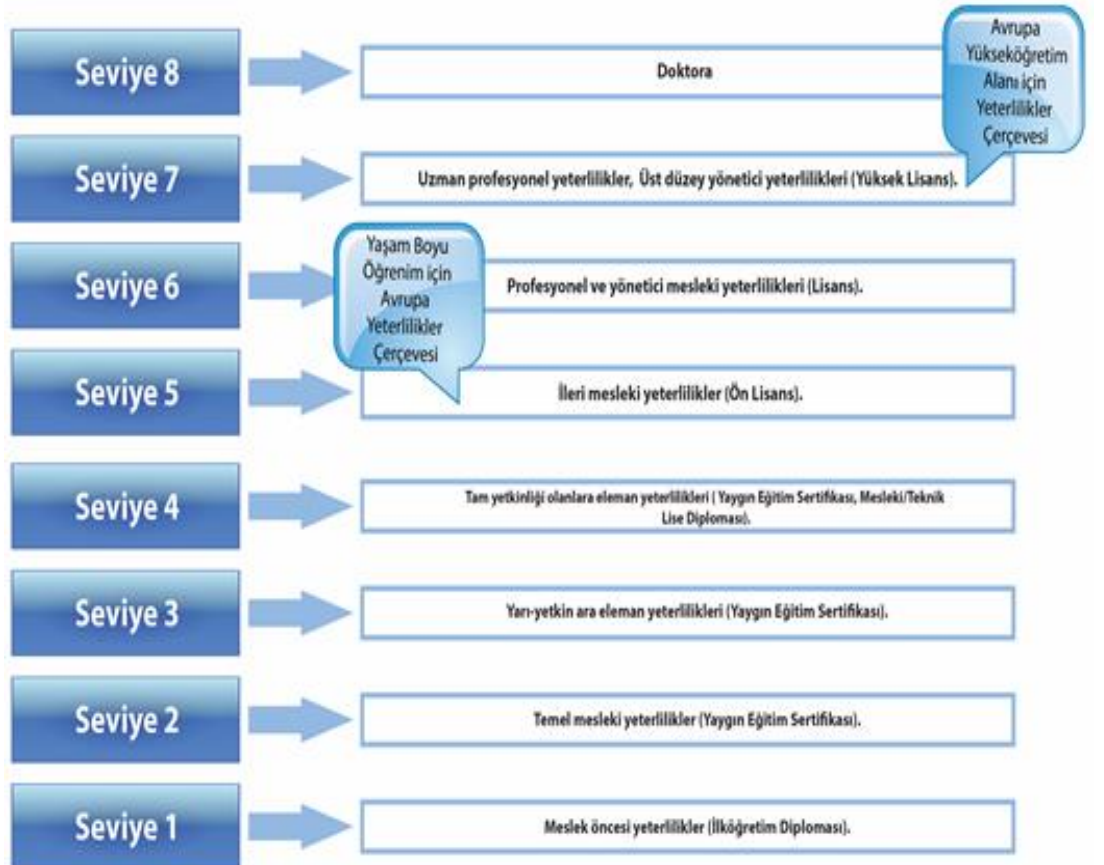 Seviye 8
Doktora
Avrupa
Yükseköğretim
Alanı için
Yeterlilikler
Çerçevesi
Seviye 7
Uzman profesyonel yeterlilikler, Üst düzey yönetici yeterlilikleri (Yüksek Lisans).
Seviye 6
Yaşam Boyu
Öğrenim için
Avrupa
Yeterlilikler
Çerçevesi
Profesyonel ve yönetici mesleki yeterlilikleri (Lisans).
Seviye 5
İleri mesleki yeterlilikler (Ön Lisans).
Seviye 4
Tam yetkinliği olanlara eleman yeterlilikleri ( Yaygın Eğitim Sertifikası, Mesleki/Teknik
Lise Diploması).
Seviye 3
Yarı-yetkin ara eleman yeterlilikleri (Yaygın Eğitim Sertifikası).
Seviye 2
Temel mesleki yeterlilikler (Yaygın Eğitim Sertifikası).
Seviye 1
Meslek öncesi yeterlilikler (İlköğretim Diploması).